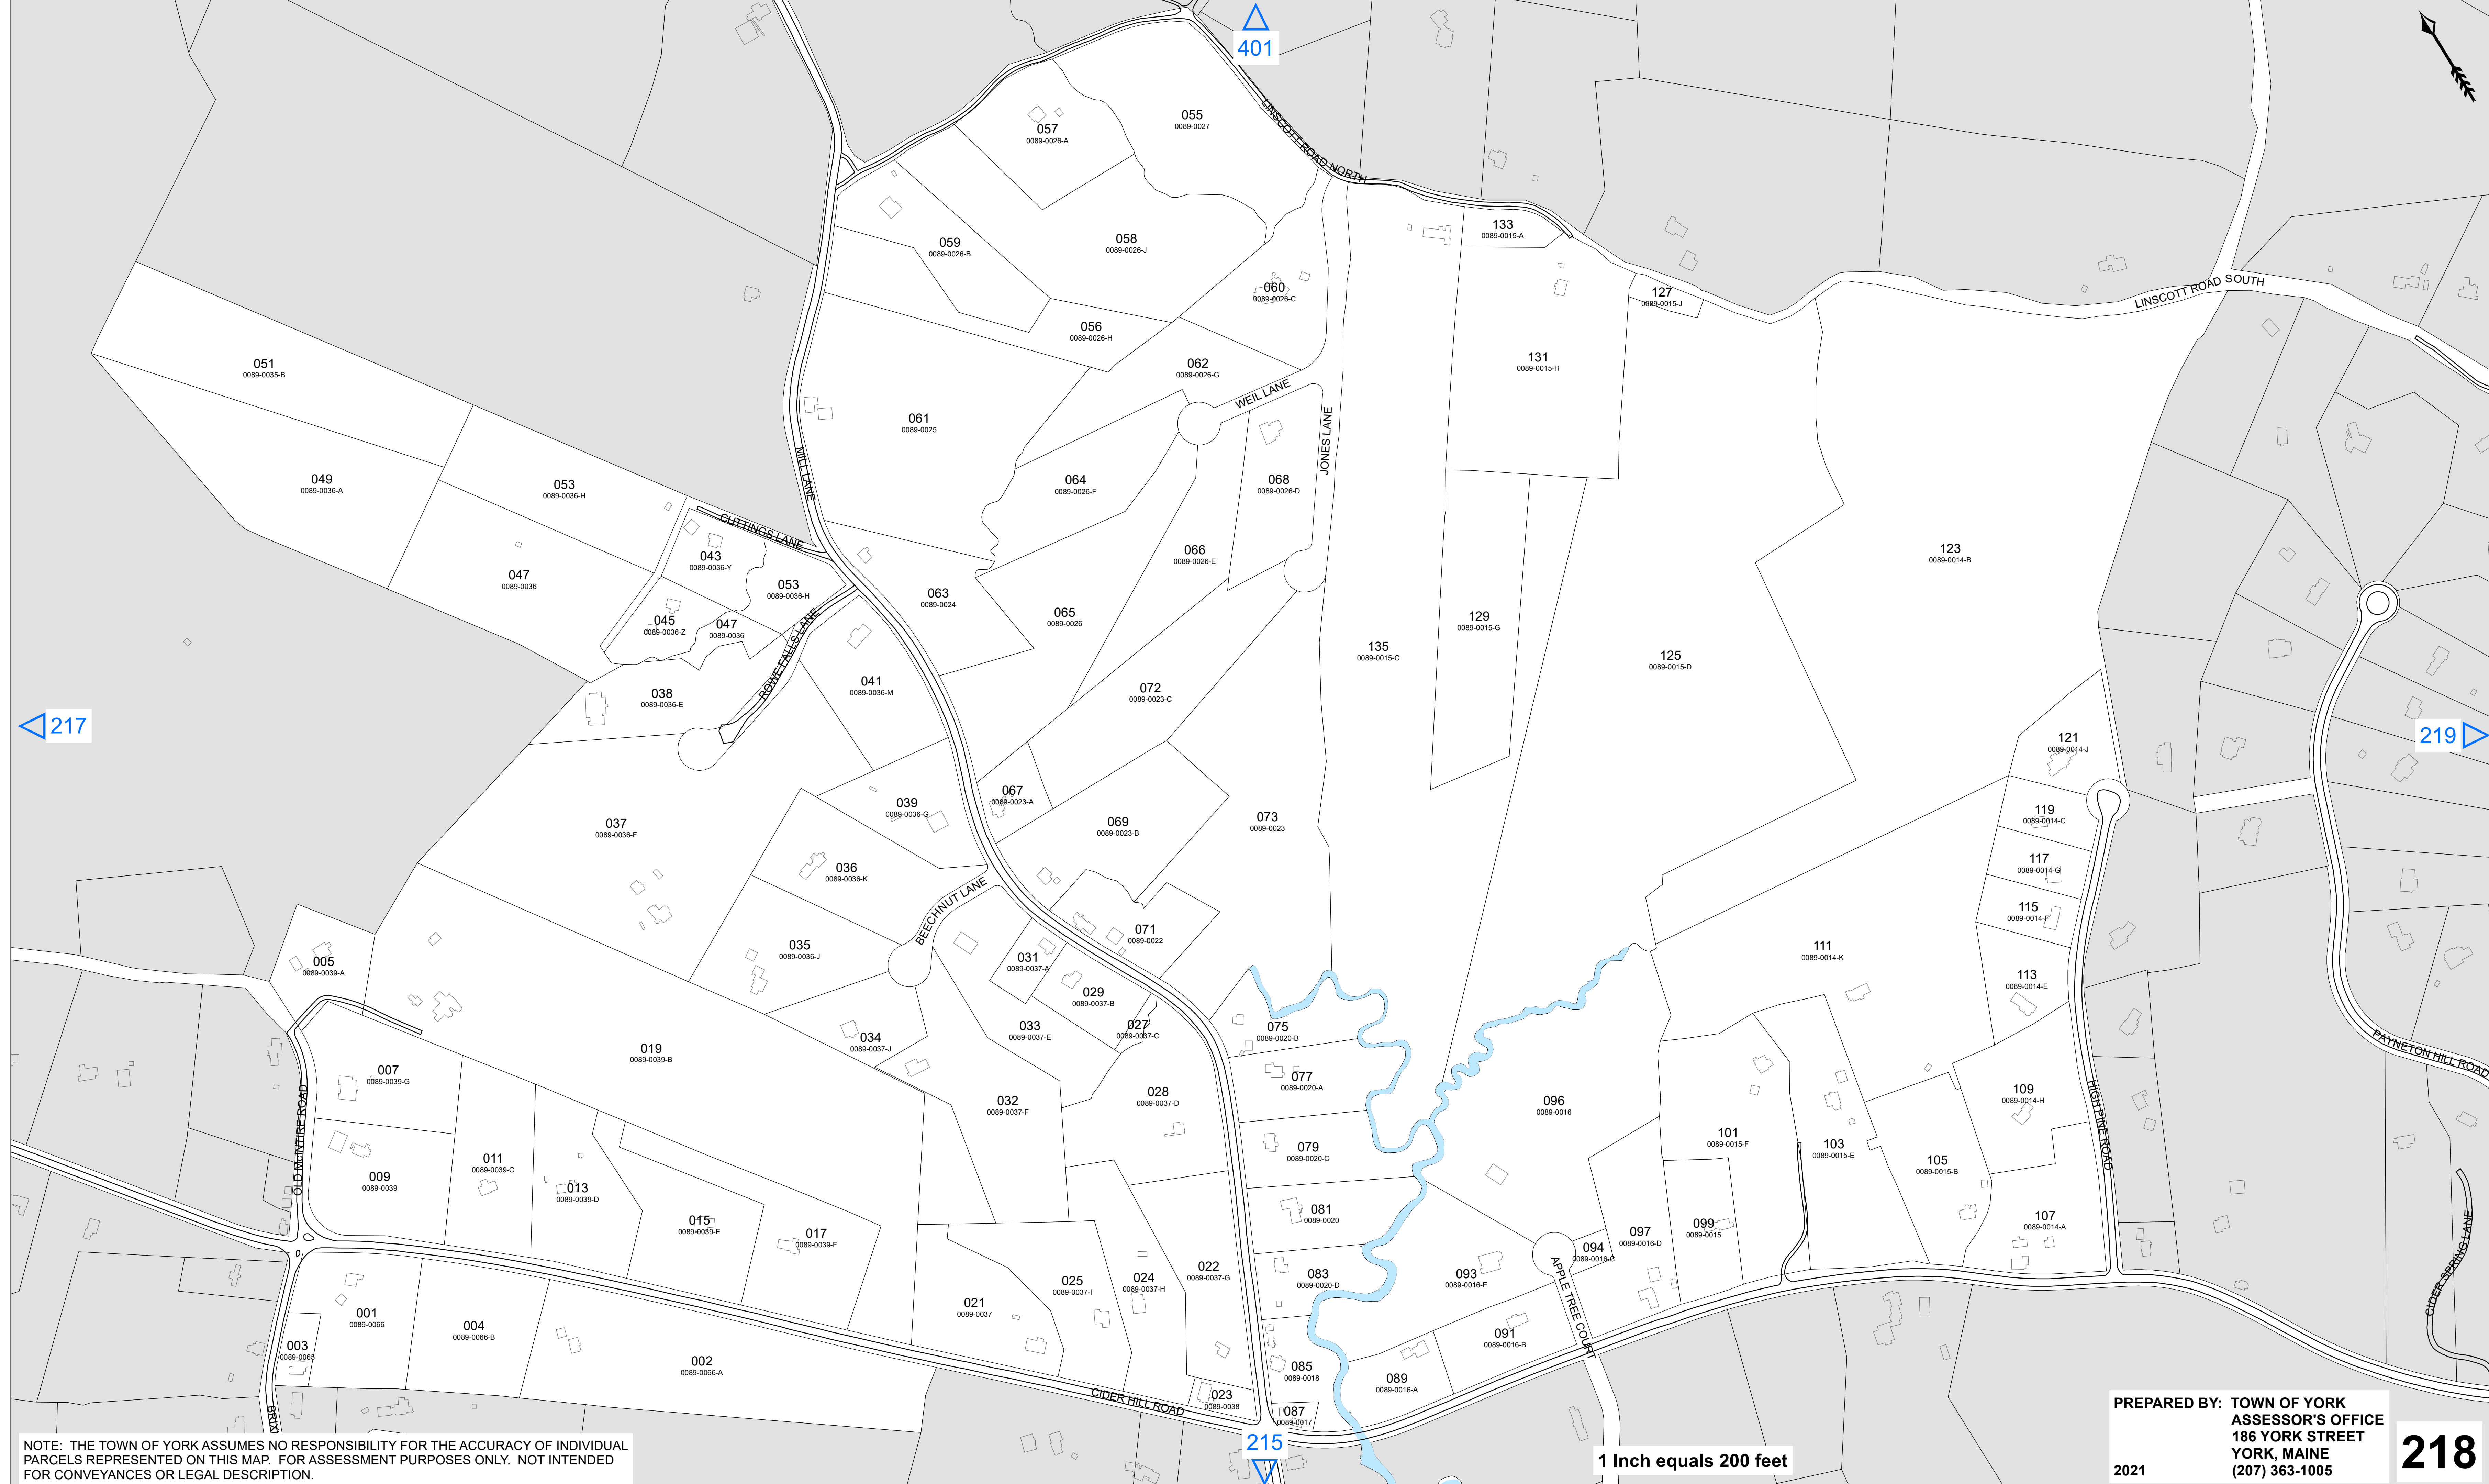 401
LINSCOTT ROAD NORTH
055
0089-0027
057
0089-0026-A
133
0089-0015-A
059
0089-0026-B
058
0089-0026-J
060
0089-0026-C
127
0089-0015-J
LINSCOTT ROAD SOUTH
056
0089-0026-H
131
0089-0015-H
051
0089-0035-B
062
0089-0026-G
WEIL LANE
061
0089-0025
JONES LANE
MILL LANE
049
0089-0036-A
053
0089-0036-H
064
0089-0026-F
068
0089-0026-D
CUTTINGS LANE
043
0089-0036-Y
066
0089-0026-E
123
0089-0014-B
047
0089-0036
053
0089-0036-H
063
0089-0024
065
0089-0026
129
0089-0015-G
045
0089-0036-Z
047
0089-0036
ROWE FALLS LANE
135
0089-0015-C
125
0089-0015-D
038
0089-0036-E
041
0089-0036-M
072
0089-0023-C
217
219
121
0089-0014-J
067
0089-0023-A
039
0089-0036-G
037
0089-0036-F
069
0089-0023-B
073
0089-0023
119
0089-0014-C
117
0089-0014-G
036
0089-0036-K
BEECHNUT LANE
115
0089-0014-F
035
0089-0036-J
071
0089-0022
111
0089-0014-K
005
0089-0039-A
031
0089-0037-A
113
0089-0014-E
029
0089-0037-B
033
0089-0037-E
027
0089-0037-C
075
0089-0020-B
034
0089-0037-J
019
0089-0039-B
PAYNETON HILL ROAD
007
0089-0039-G
077
0089-0020-A
028
0089-0037-D
032
0089-0037-F
096
0089-0016
109
0089-0014-H
HIGH PINE ROAD
OLD McINTIRE ROAD
101
0089-0015-F
103
0089-0015-E
079
0089-0020-C
011
0089-0039-C
105
0089-0015-B
009
0089-0039
013
0089-0039-D
081
0089-0020
107
0089-0014-A
015
0089-0039-E
017
0089-0039-F
097
0089-0016-D
099
0089-0015
094
0089-0016-C
CIDER SPRING LANE
022
0089-0037-G
083
0089-0020-D
093
0089-0016-E
025
0089-0037-I
024
0089-0037-H
021
0089-0037
APPLE TREE COURT
001
0089-0066
004
0089-0066-B
091
0089-0016-B
003
0089-0065
002
0089-0066-A
085
0089-0018
089
0089-0016-A
CIDER HILL ROAD
023
0089-0038
087
0089-0017
215
NOTE: THE TOWN OF YORK ASSUMES NO RESPONSIBILITY FOR THE ACCURACY OF INDIVIDUAL
PARCELS REPRESENTED ON THIS MAP. FOR ASSESSMENT PURPOSES ONLY. NOT INTENDED
FOR CONVEYANCES OR LEGAL DESCRIPTION.
1 Inch equals 200 feet
PREPARED BY: TOWN OF YORK
ASSESSOR'S OFFICE
186 YORK STREET
YORK, MAINE
2021 (207) 363-1005
218